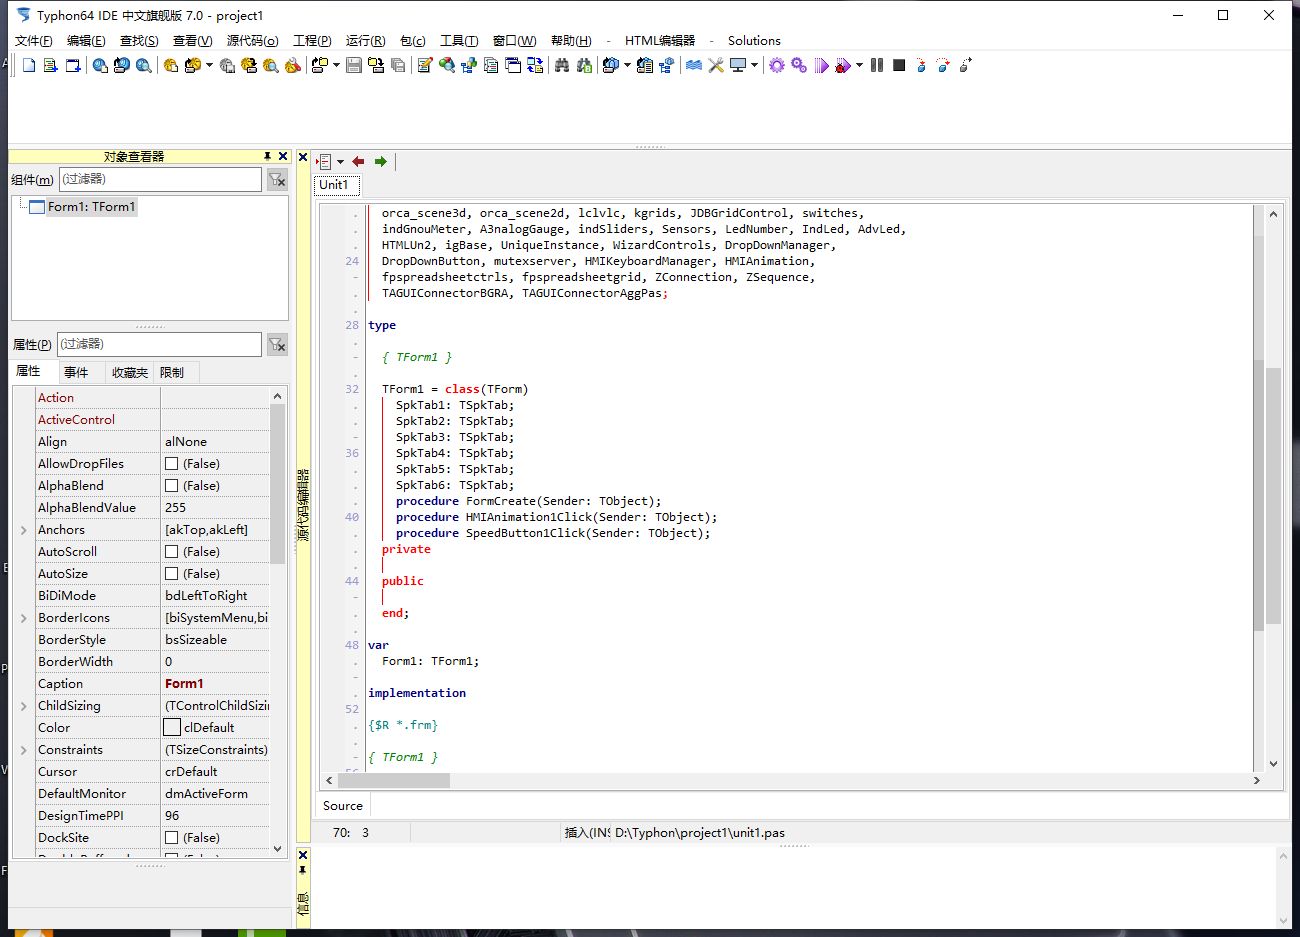 Typhon64 IDE 中文旗舰版 7.0 - project1
文件(F) 编辑(E) 查找(S) 查看(V) 源代码(o) 工程(P) 运行(R) 包(c) 工具(T) 窗口(W) 帮助(H) - HTML编辑器 - Solutions
对象查看器
组件(m) (过滤器)
Form1: TForm1
属性(P) (过滤器)
属性 事件 收藏夹 限制
Action
ActiveControl
Align alNone
AllowDropFiles (False)
AlphaBlend (False)
AlphaBlendValue 255
Anchors [akTop,akLeft]
AutoScroll (False)
AutoSize (False)
BiDiMode bdLeftToRight
BorderIcons [biSystemMenu,bi
BorderStyle bsSizeable
BorderWidth 0
Caption Form1
ChildSizing (TControlChildSizi
Color clDefault
Constraints (TSizeConstraints)
Cursor crDefault
DefaultMonitor dmActiveForm
DesignTimePPI 96
DockSite (False)
源代码编辑器
Unit1
. orca_scene3d, orca_scene2d, lclvlc, kgrids, JDBGridControl, switches,
. indGnouMeter, A3nalogGauge, indSliders, Sensors, LedNumber, IndLed, AdvLed,
. HTMLUn2, igBase, UniqueInstance, WizardControls, DropDownManager,
24 DropDownButton, mutexserver, HMIKeyboardManager, HMIAnimation,
- fpspreadsheetctrls, fpspreadsheetgrid, ZConnection, ZSequence,
. TAGUIConnectorBGRA, TAGUIConnectorAggPas;
.
28 type
.
- { TForm1 }
.
32 TForm1 = class(TForm)
. SpkTab1: TSpkTab;
. SpkTab2: TSpkTab;
- SpkTab3: TSpkTab;
36 SpkTab4: TSpkTab;
. SpkTab5: TSpkTab;
. SpkTab6: TSpkTab;
. procedure FormCreate(Sender: TObject);
40 procedure HMIAnimation1Click(Sender: TObject);
. procedure SpeedButton1Click(Sender: TObject);
. private
.
44 public
-
. end;
.
48 var
. Form1: TForm1;
-
. implementation
52
. {$R *.frm}
.
- { TForm1 }
Source
70: 3 插入(INS D:\Typhon\project1\unit1.pas
信息